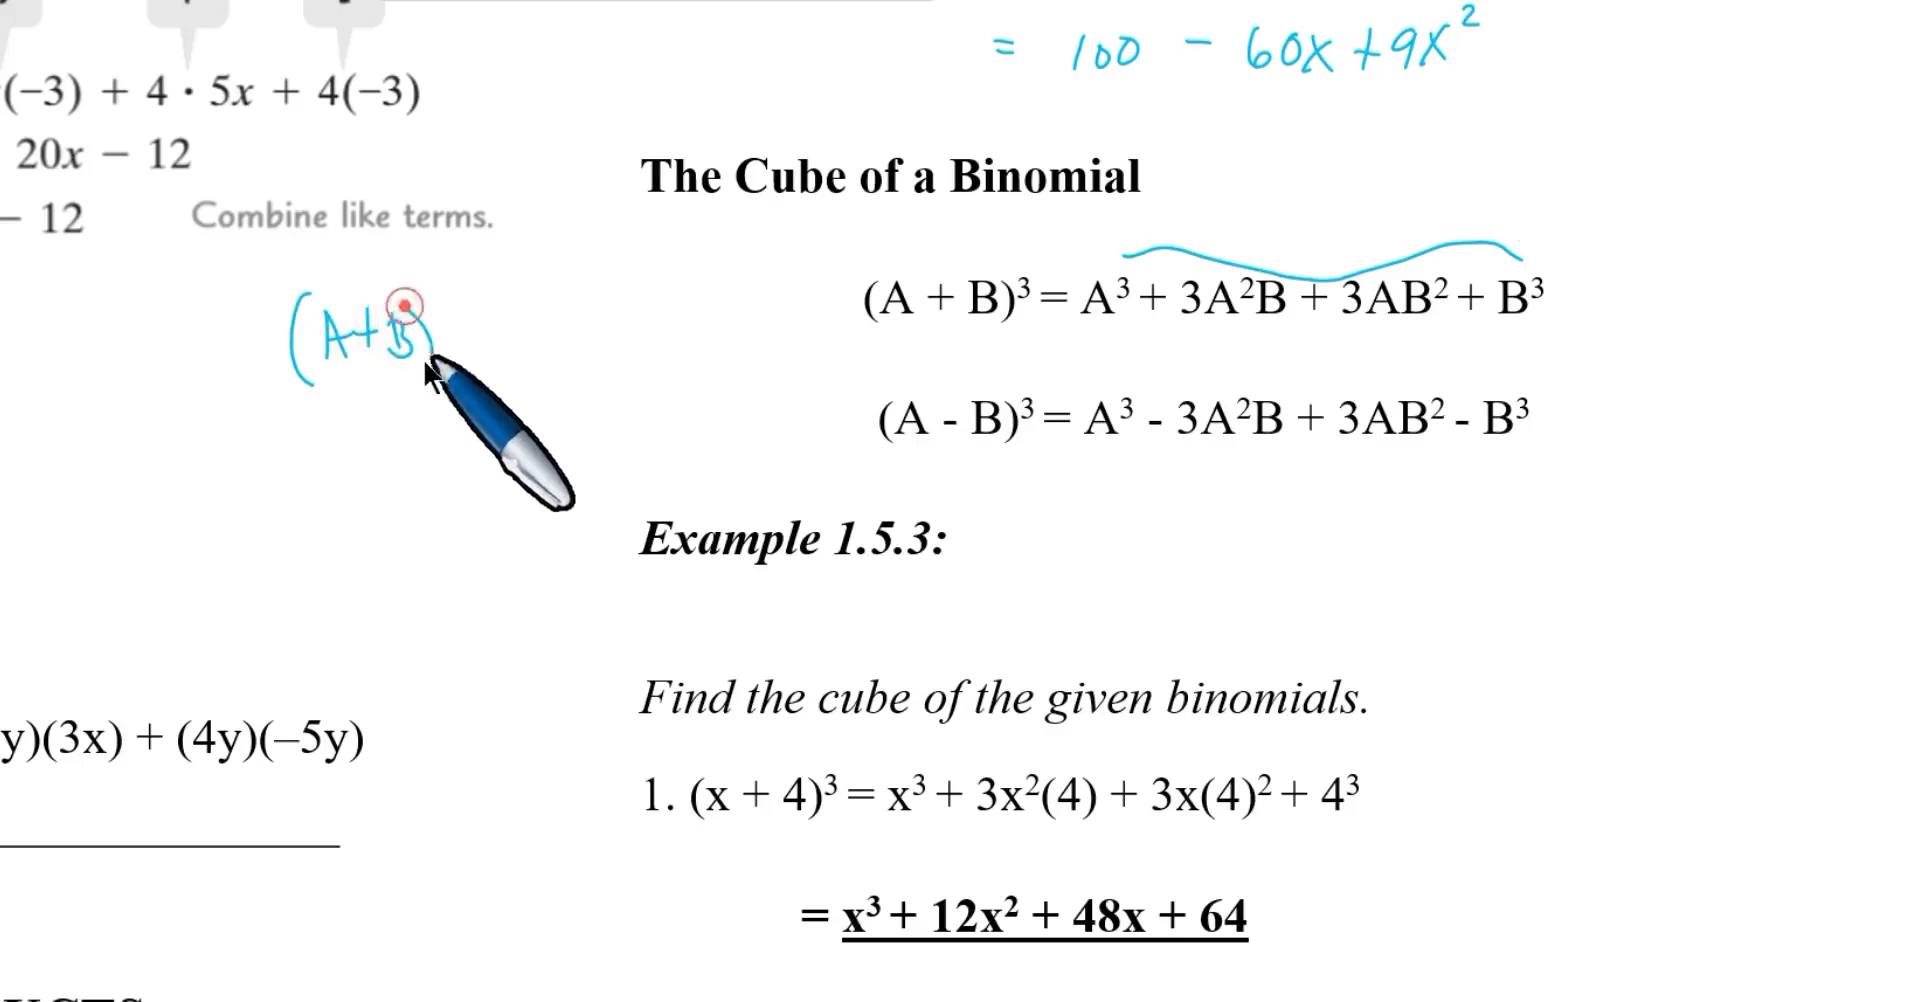 (−3) + 4 · 5x + 4(−3)
20x − 12
− 12 Combine like terms.
(A+B)
y)(3x) + (4y)(–5y)
= 100 - 60x + 9x²
The Cube of a Binomial
(A + B)³ = A³ + 3A²B + 3AB² + B³
(A - B)³ = A³ - 3A²B + 3AB² - B³
Example 1.5.3:
Find the cube of the given binomials.
1. (x + 4)³ = x³ + 3x²(4) + 3x(4)² + 4³
= x³ + 12x² + 48x + 64